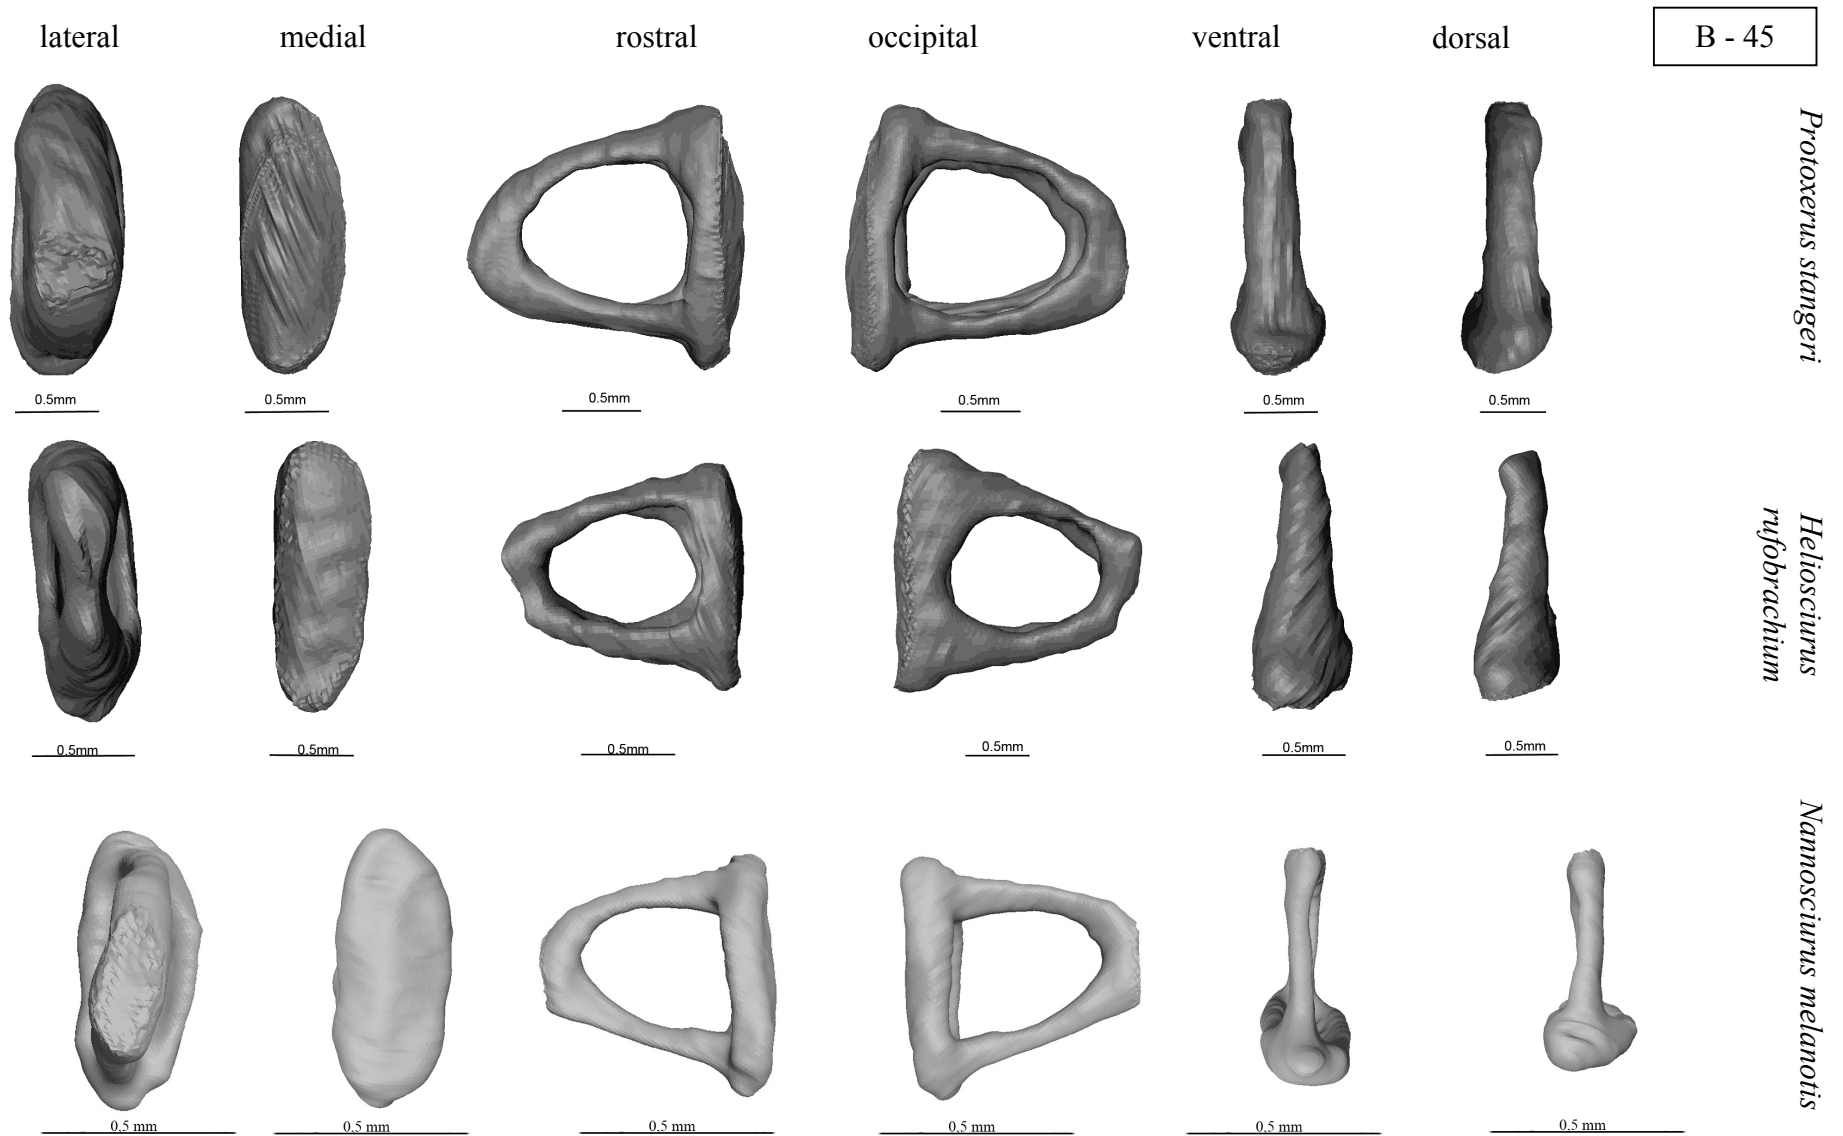 lateral medial rostral occipital ventral dorsal B - 45
Protoxerus stangeri
0.5mm 0.5mm 0.5mm 0.5mm 0.5mm 0.5mm
Heliosciurus
rufobrachium
0.5mm 0.5mm 0.5mm 0.5mm 0.5mm 0.5mm
Nannosciurus melanotis
0,5 mm 0,5 mm 0,5 mm 0,5 mm 0,5 mm 0,5 mm